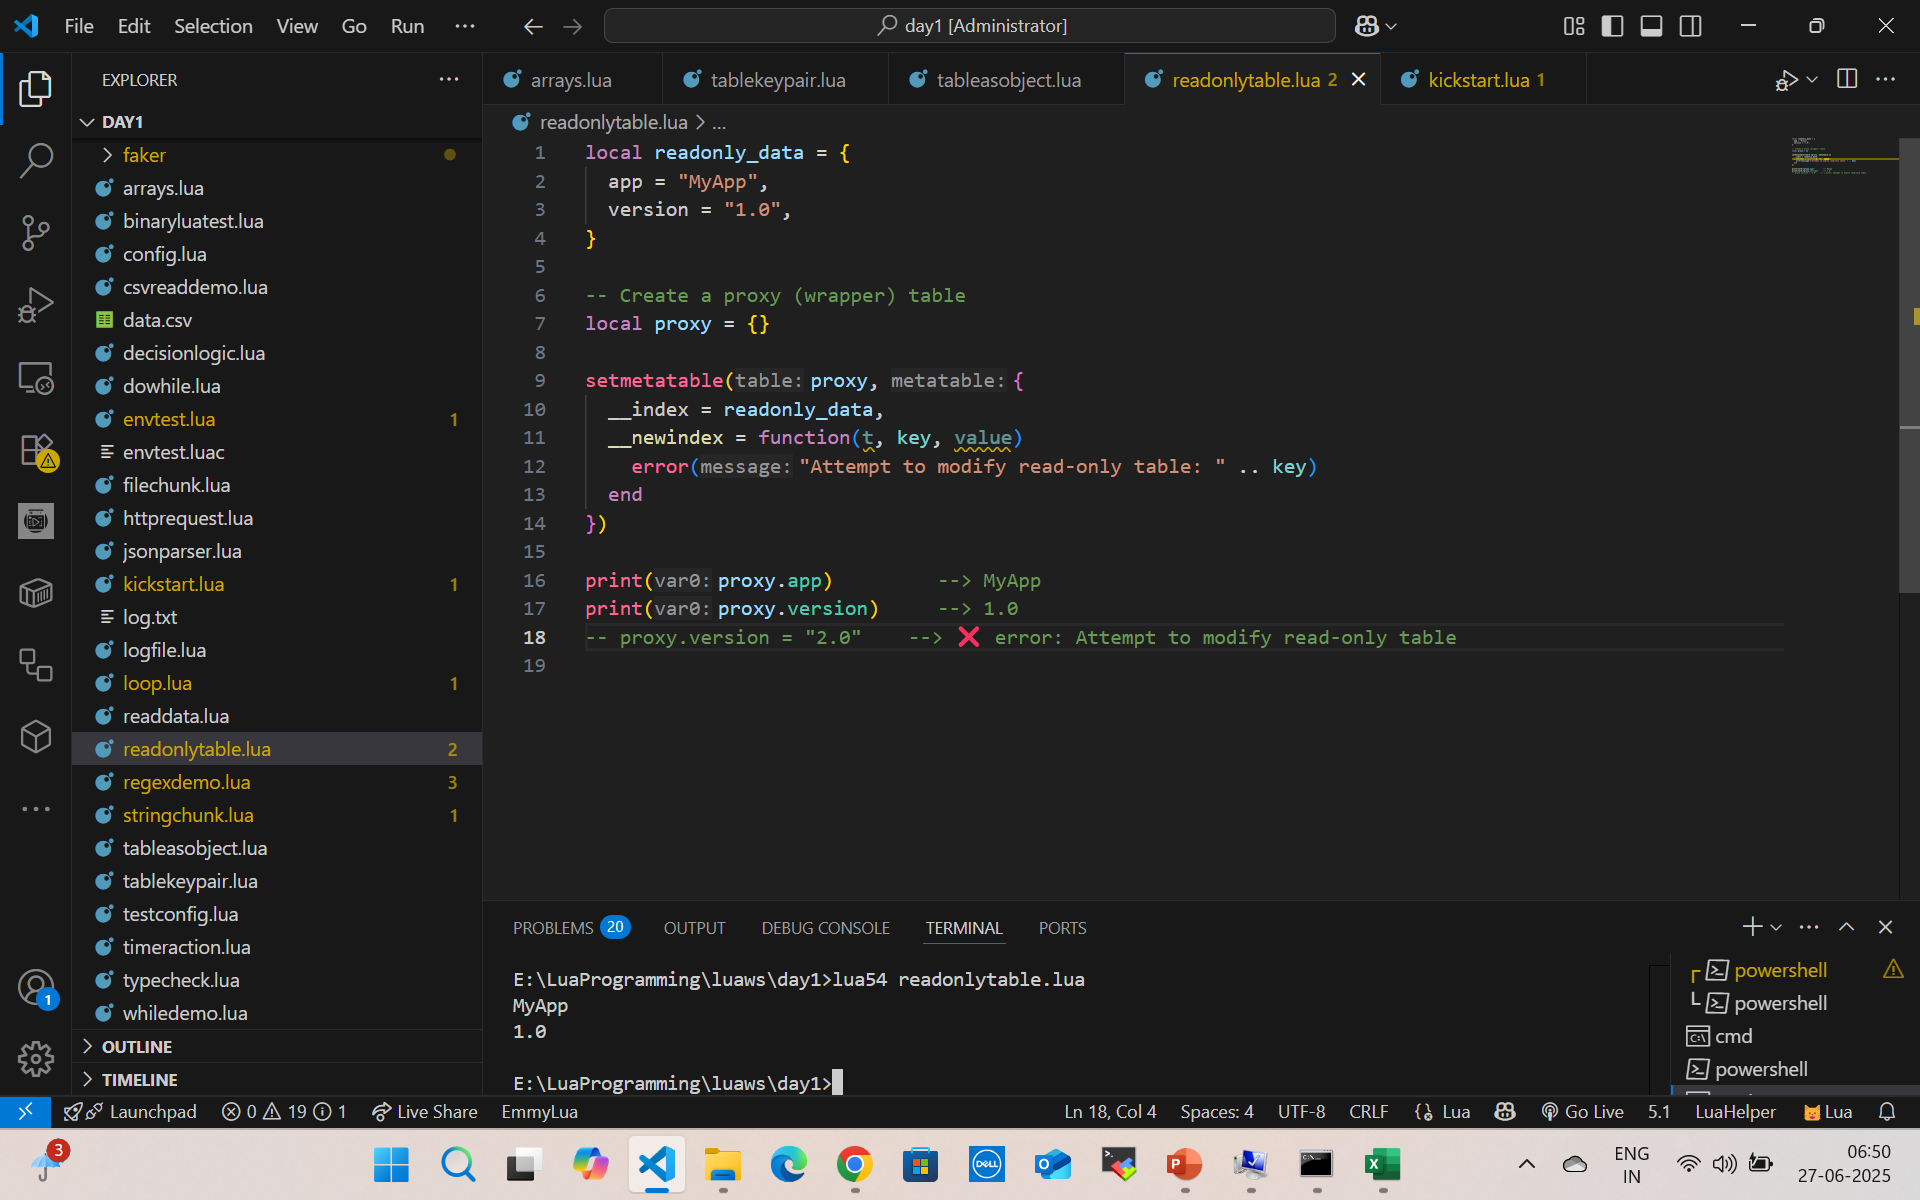 File Edit Selection View Go Run ··· day1 [Administrator]
EXPLORER
DAY1
faker
arrays.lua
binaryluatest.lua
config.lua
csvreaddemo.lua
data.csv
decisionlogic.lua
dowhile.lua
envtest.lua 1
envtest.luac
filechunk.lua
httprequest.lua
jsonparser.lua
kickstart.lua 1
log.txt
logfile.lua
loop.lua 1
readdata.lua
readonlytable.lua 2
regexdemo.lua 3
stringchunk.lua 1
tableasobject.lua
tablekeypair.lua
testconfig.lua
timeraction.lua
typecheck.lua
whiledemo.lua
OUTLINE
TIMELINE
1
arrays.lua tablekeypair.lua tableasobject.lua readonlytable.lua 2 kickstart.lua 1
readonlytable.lua > ...
1 local readonly_data = {
2 app = "MyApp",
3 version = "1.0",
4 }
5
6 -- Create a proxy (wrapper) table
7 local proxy = {}
8
9 setmetatable(table: proxy, metatable: {
10 __index = readonly_data,
11 __newindex = function(t, key, value)
12 error(message: "Attempt to modify read-only table: " .. key)
13 end
14 })
15
16 print(var0: proxy.app) --> MyApp
17 print(var0: proxy.version) --> 1.0
18 -- proxy.version = "2.0" --> ❌ error: Attempt to modify read-only table
19
PROBLEMS 20 OUTPUT DEBUG CONSOLE TERMINAL PORTS
E:\LuaProgramming\luaws\day1>lua54 readonlytable.lua
MyApp
1.0
E:\LuaProgramming\luaws\day1>
powershell
powershell
cmd
powershell
Launchpad 0 19 1 Live Share EmmyLua Ln 18, Col 4 Spaces: 4 UTF-8 CRLF Lua Go Live 5.1 LuaHelper Lua
3
DELL
ENG
IN
06:50
27-06-2025